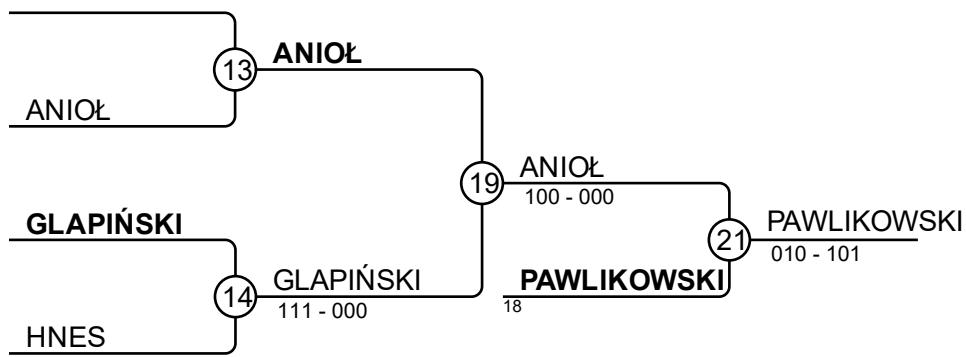 13
ANIOŁ
ANIOŁ
19
ANIOŁ
100 - 000
GLAPIŃSKI
14
GLAPIŃSKI
111 - 000
HNES
21
PAWLIKOWSKI
010 - 101
PAWLIKOWSKI
18